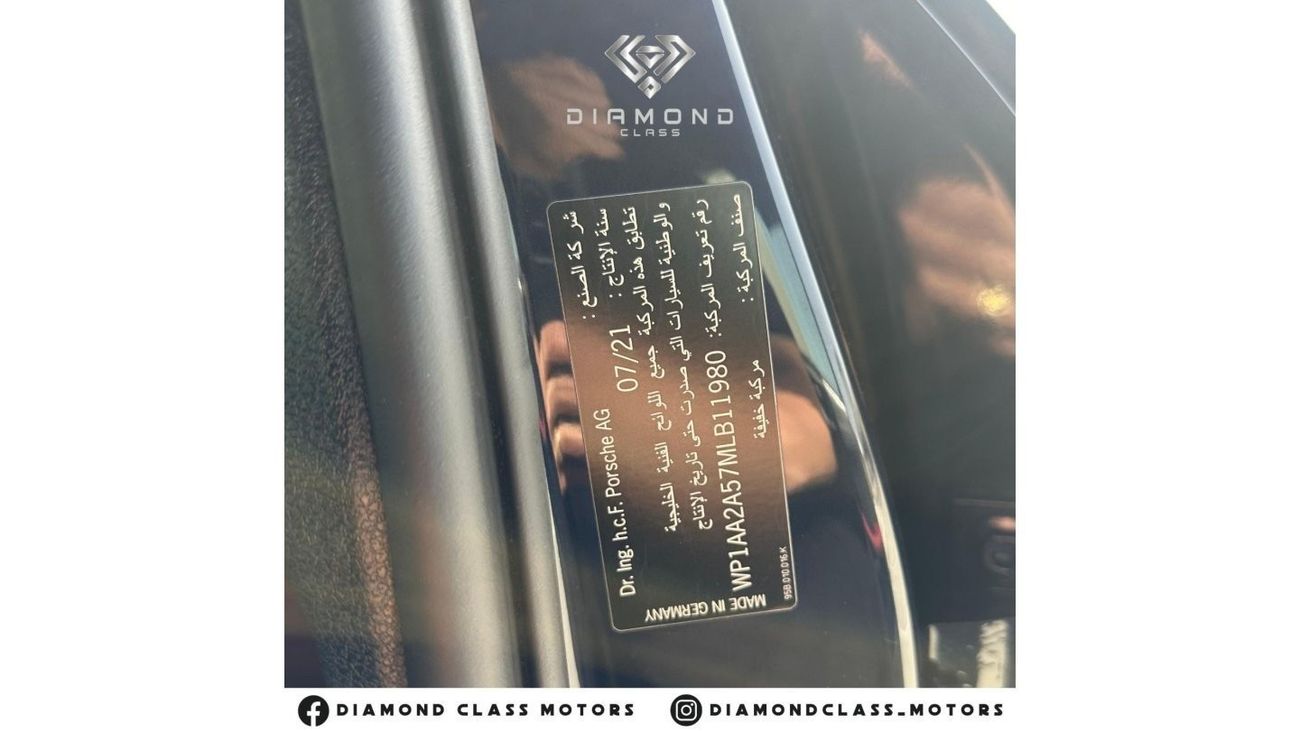 DIAMOND
CLASS
شركة الصنع : Dr. Ing. h.c.F. Porsche AG
سنة الإنتاج : 07/21
تطابق هذه المركبة جميع اللوائح الفنية الخليجية
والوطنية للسيارات التي صدرت حتى تاريخ الإنتاج
رقم تعريف المركبة: WP1AA2A57MLB11980
صنف المركبة : مركبة خفيفة
MADE IN GERMANY
95B.010.016.K
DIAMOND CLASS MOTORS
DIAMONDCLASS_MOTORS